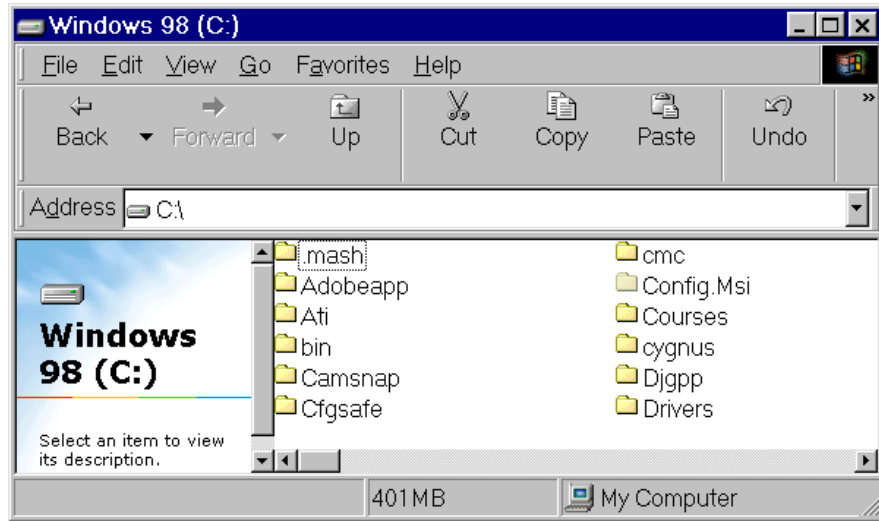 Windows 98 (C:)
File Edit View Go Favorites Help
Back Forward Up Cut Copy Paste Undo »
Address C:\
Windows
98 (C:)
Select an item to view
its description.
.mash
Adobeapp
Ati
bin
Camsnap
Cfgsafe
cmc
Config.Msi
Courses
cygnus
Djgpp
Drivers
401MB My Computer